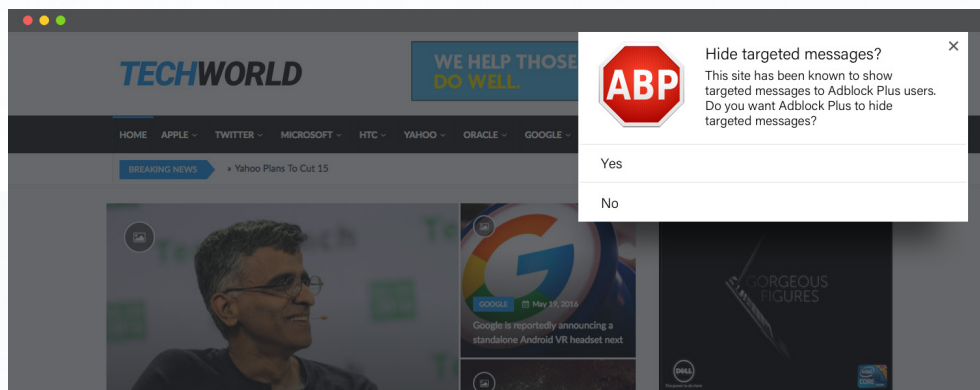 TECHWORLD
WE HELP THOSE
DO WELL.
ABP
Hide targeted messages?
This site has been known to show
targeted messages to Adblock Plus users.
Do you want Adblock Plus to hide
targeted messages?
Yes
No
HOME APPLE TWITTER MICROSOFT HTC YAHOO ORACLE GOOGLE
BREAKING NEWS » Yahoo Plans To Cut 15
GOOGLE May 19, 2016
Google is reportedly announcing a
standalone Android VR headset next
GORGEOUS
FIGURES
DELL
intel
CORE